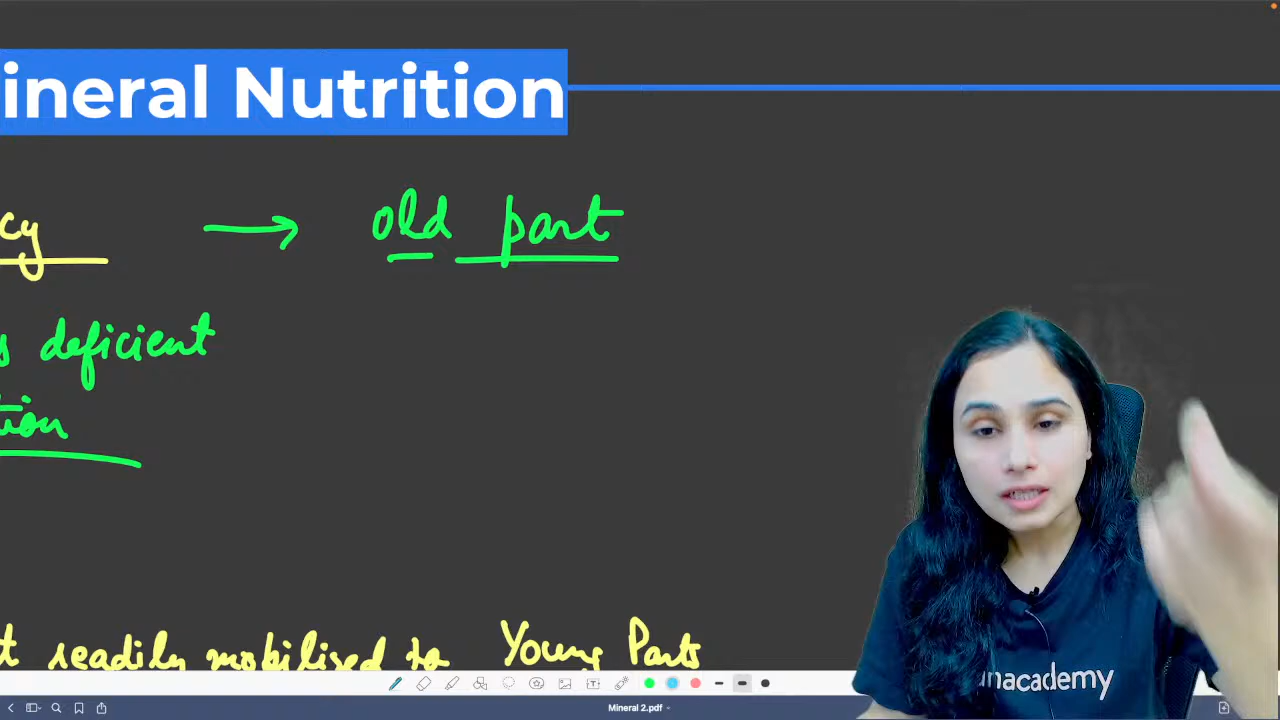 ineral Nutrition
cy → old part
s deficient
tion
t readily mobilised to Young Parts
unacademy
Mineral 2.pdf